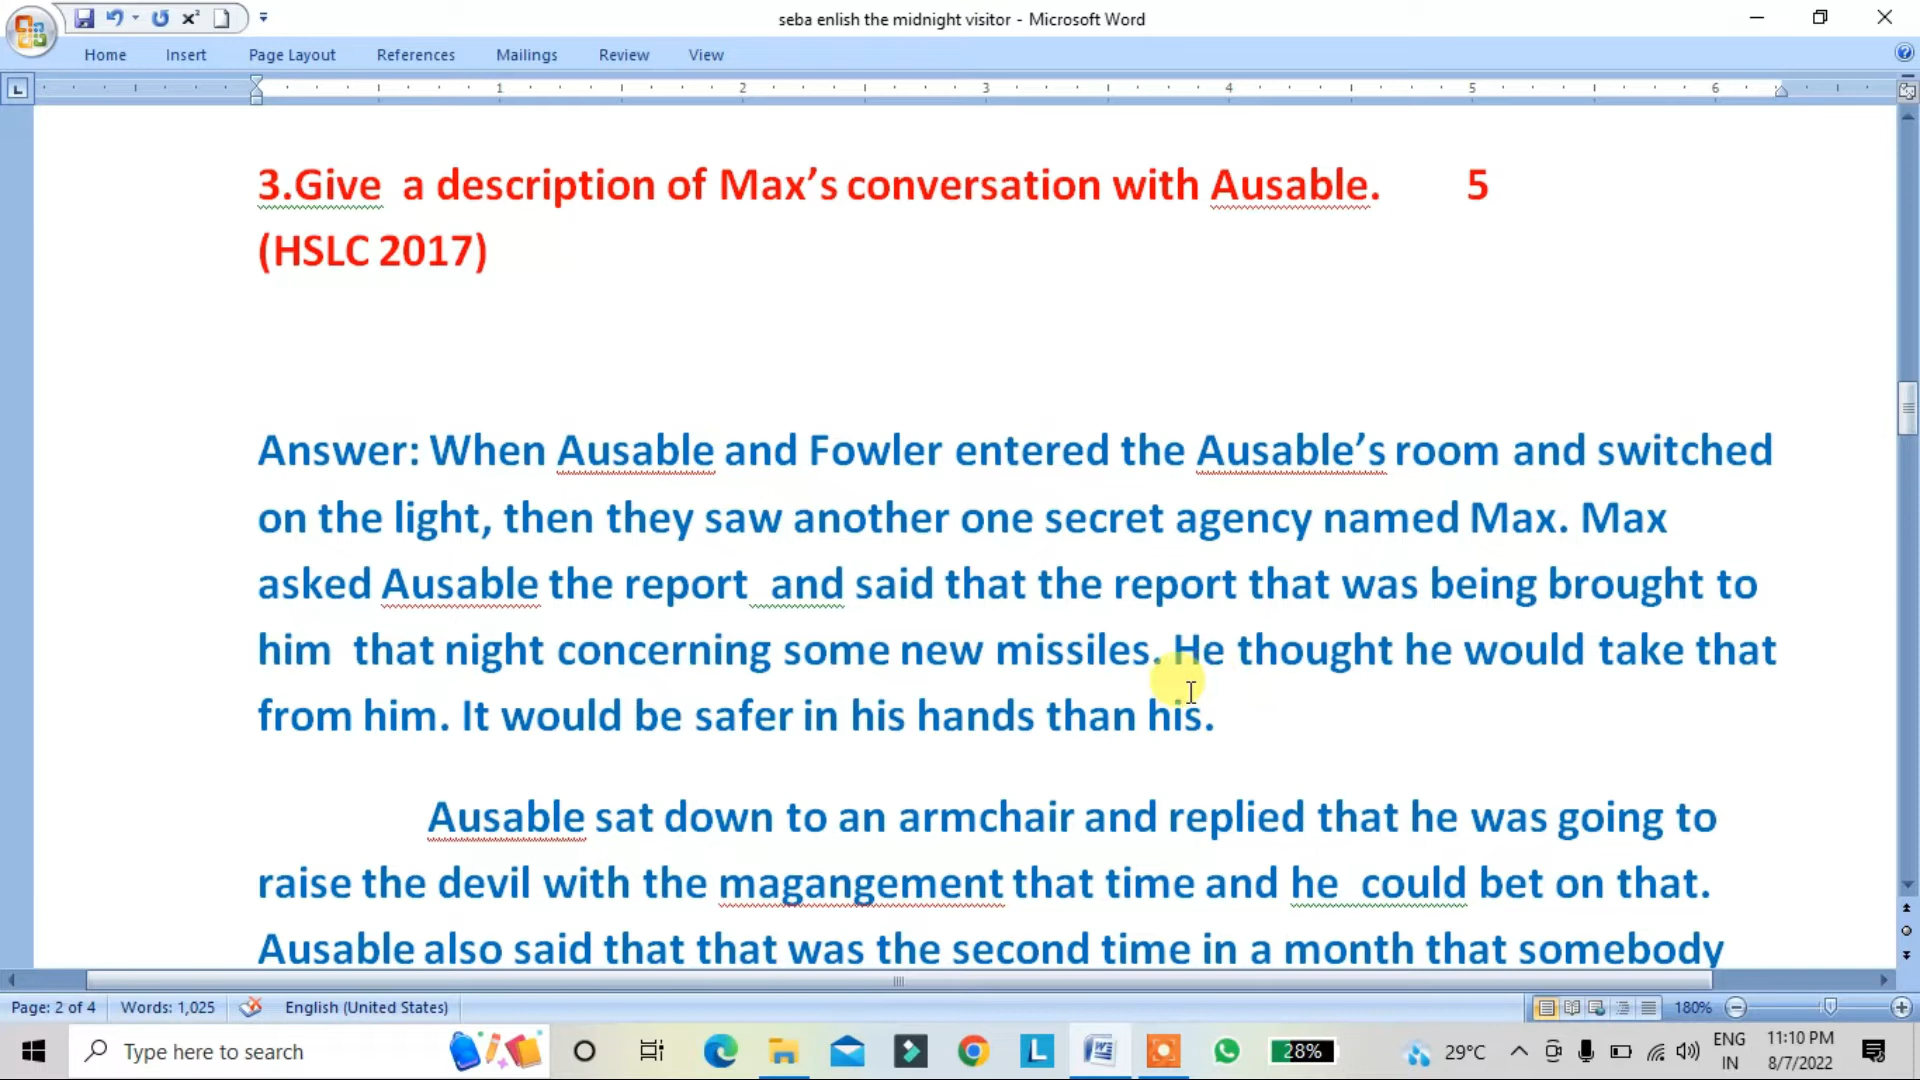 seba enlish the midnight visitor - Microsoft Word
Home Insert Page Layout References Mailings Review View
1 2 3 4 5 6
3.Give a description of Max’s conversation with Ausable. 5
(HSLC 2017)
Answer: When Ausable and Fowler entered the Ausable’s room and switched
on the light, then they saw another one secret agency named Max. Max
asked Ausable the report and said that the report that was being brought to
him that night concerning some new missiles. He thought he would take that
from him. It would be safer in his hands than his.
Ausable sat down to an armchair and replied that he was going to
raise the devil with the magangement that time and he could bet on that.
Ausable also said that that was the second time in a month that somebody
Page: 2 of 4 Words: 1,025 English (United States) 180%
Type here to search 28% 29°C ENG 11:10 PM
IN 8/7/2022